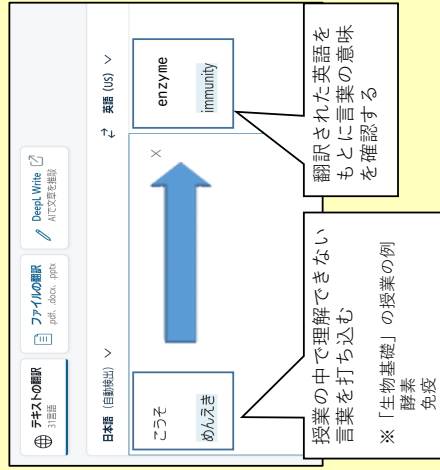 テキストの翻訳
31言語
ファイルの翻訳
.pdf、.docx、.pptx
DeepL Write
AIで文章を推敲
日本語（自動検出）
英語 (US)
こうそ
めんえき
×
enzyme
immunity
授業の中で理解できない
言葉を打ち込む
※「生物基礎」の授業の例
酵素
免疫
翻訳された英語を
もとに言葉の意味
を確認する